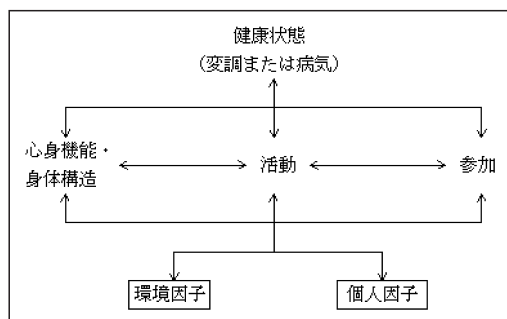 健康状態
(変調または病気)
心身機能・
身体構造
活動
参加
環境因子
個人因子